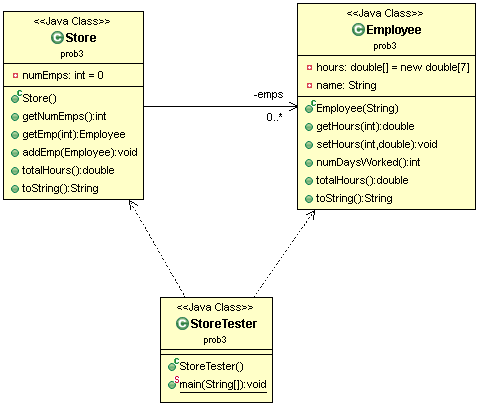 <<Java Class>>
Store
prob3
numEmps: int = 0
Store()
getNumEmps():int
getEmp(int):Employee
addEmp(Employee):void
totalHours():double
toString():String
-emps
0..*
<<Java Class>>
Employee
prob3
hours: double[] = new double[7]
name: String
Employee(String)
getHours(int):double
setHours(int,double):void
numDaysWorked():int
totalHours():double
toString():String
<<Java Class>>
StoreTester
prob3
StoreTester()
main(String[]):void